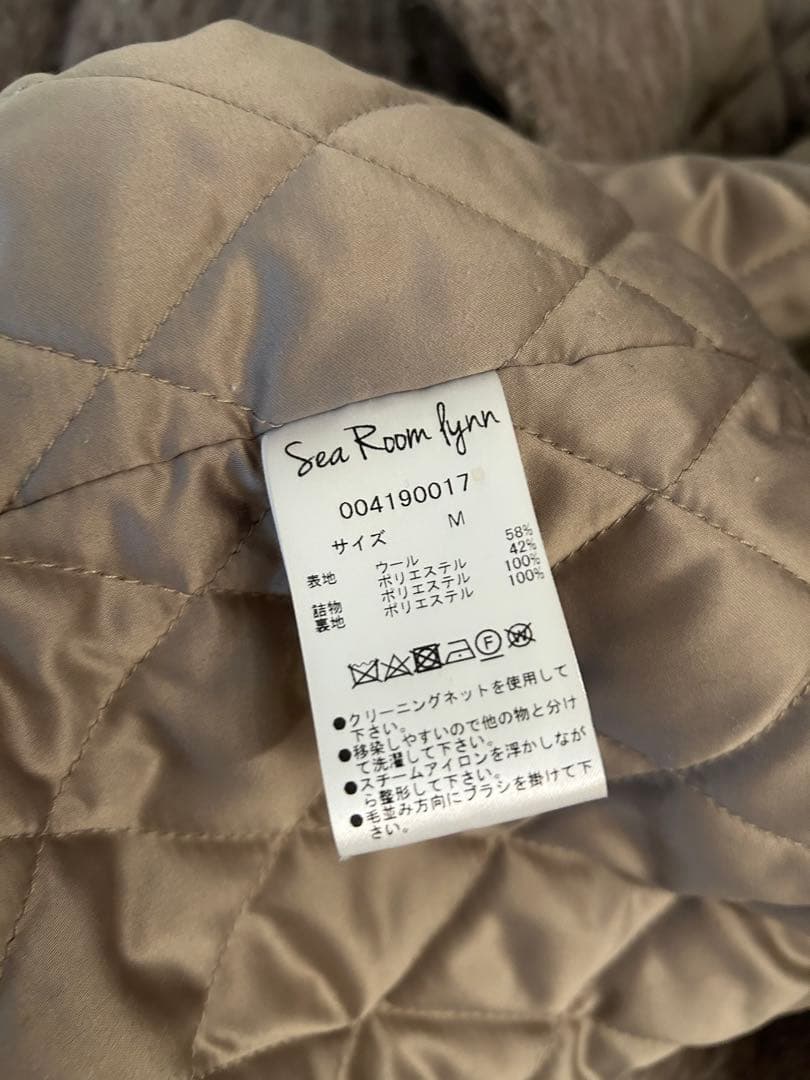 Sea Room lynn
004190017
サイズ M
表地 ウール 58%
ポリエステル 42%
詰物 ポリエステル 100%
裏地 ポリエステル 100%
F W
●クリーニングネットを使用して
下さい。
●移染しやすいので他の物と分け
て洗濯して下さい。
●スチームアイロンを浮かしなが
ら整形して下さい。
●毛並み方向にブラシを掛けて下
さい。